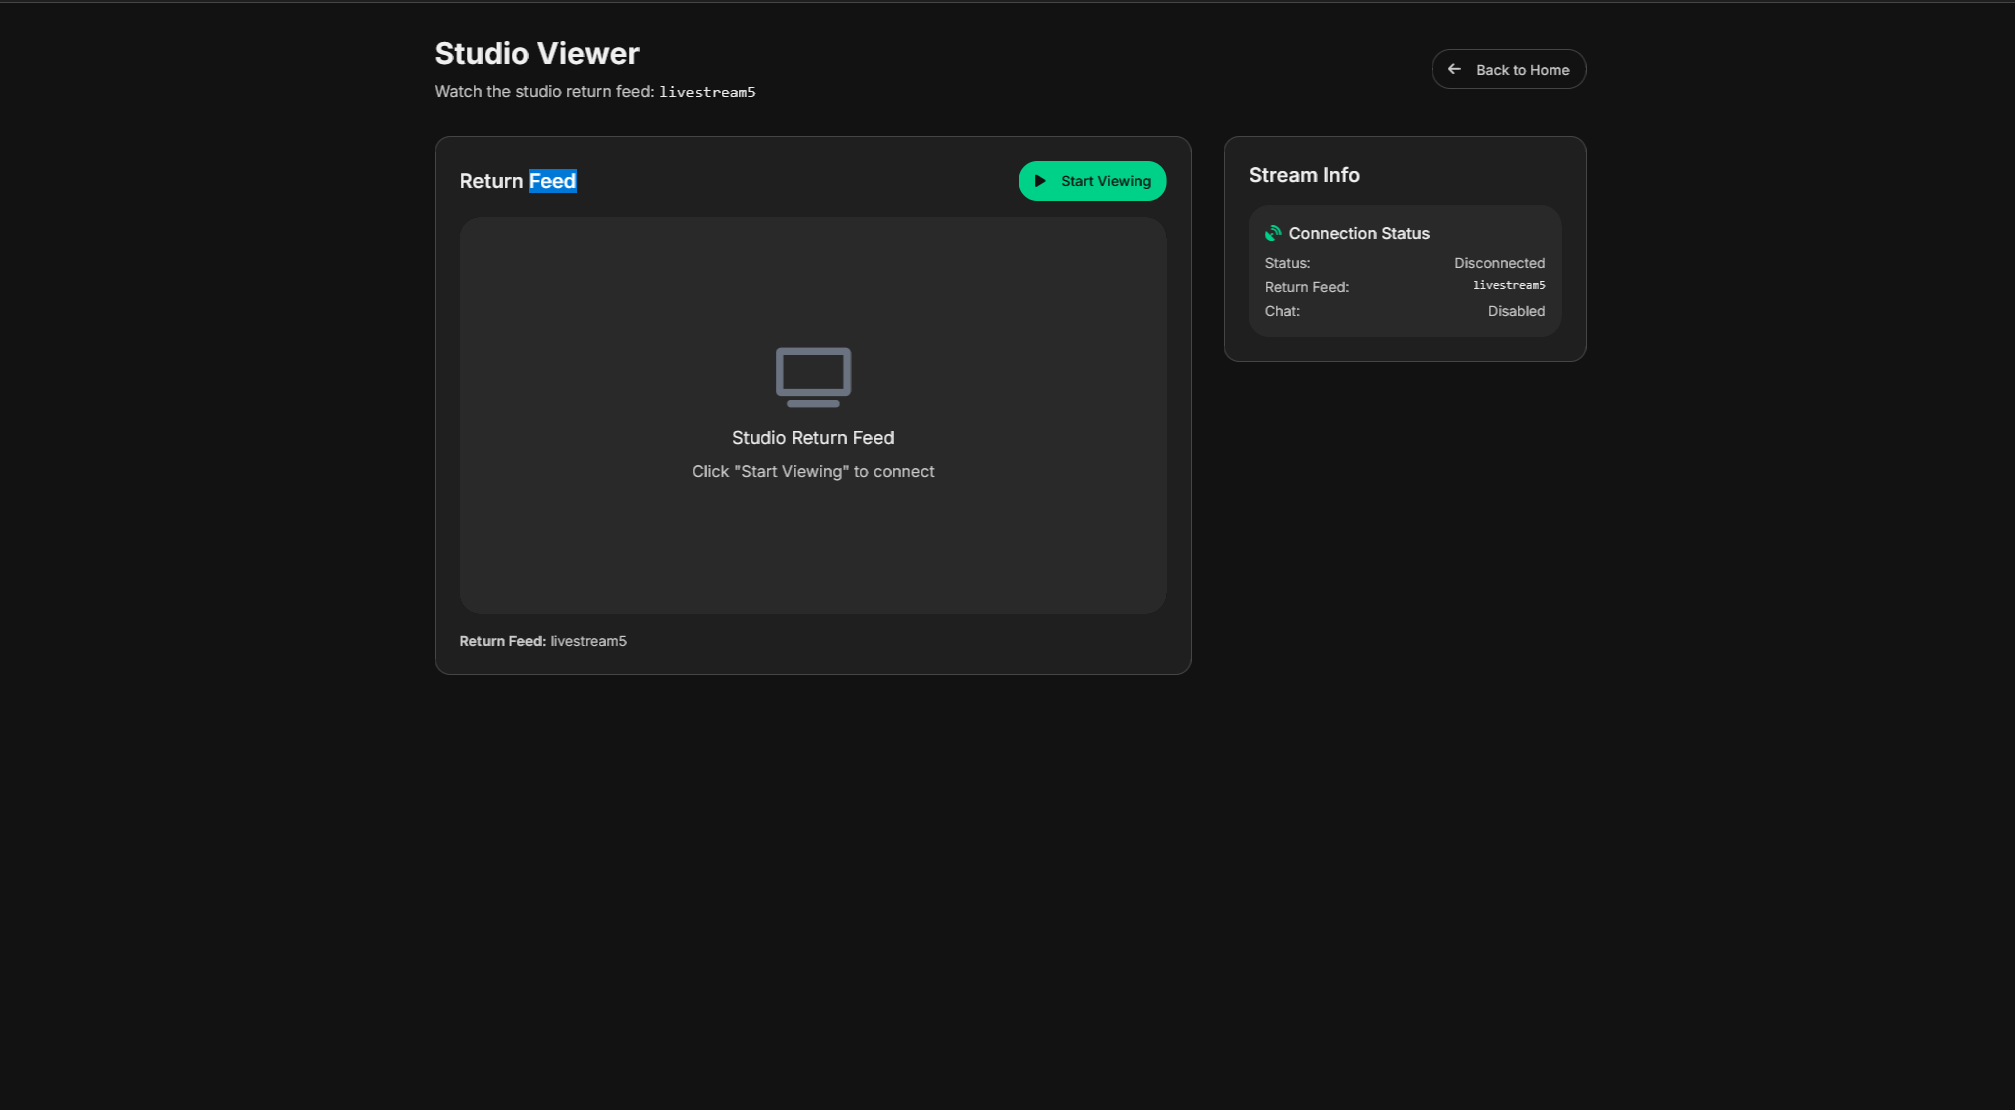 Studio Viewer
Watch the studio return feed: livestream5
Back to Home
Return Feed
Start Viewing
Studio Return Feed
Click "Start Viewing" to connect
Return Feed: livestream5
Stream Info
Connection Status
Status: Disconnected
Return Feed: livestream5
Chat: Disabled